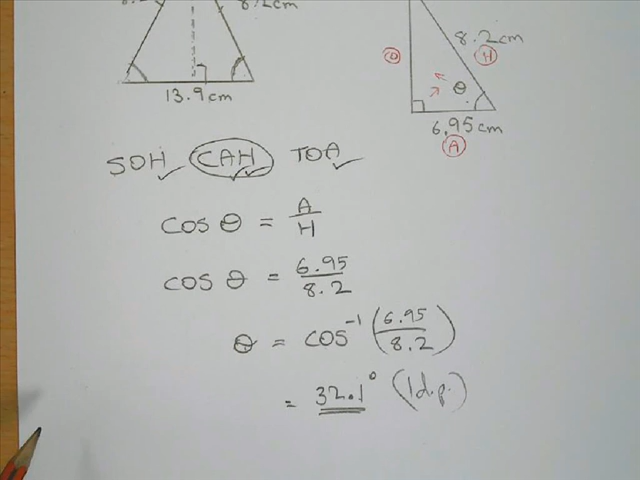 8.2cm
13.9cm
8.2cm
O
H
θ
6.95cm
A
SOH CAH TOA
cos θ = A/H
cos θ = 6.95/8.2
θ = cos⁻¹(6.95/8.2)
= 32.1° (1d.p.)